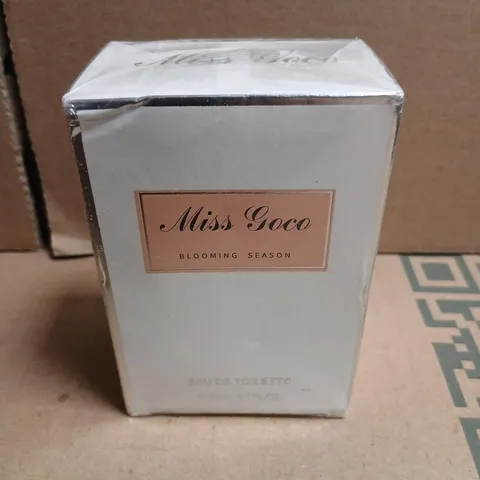 Miss Goco
Miss Goco
BLOOMING SEASON
EAU DE TOILETTE